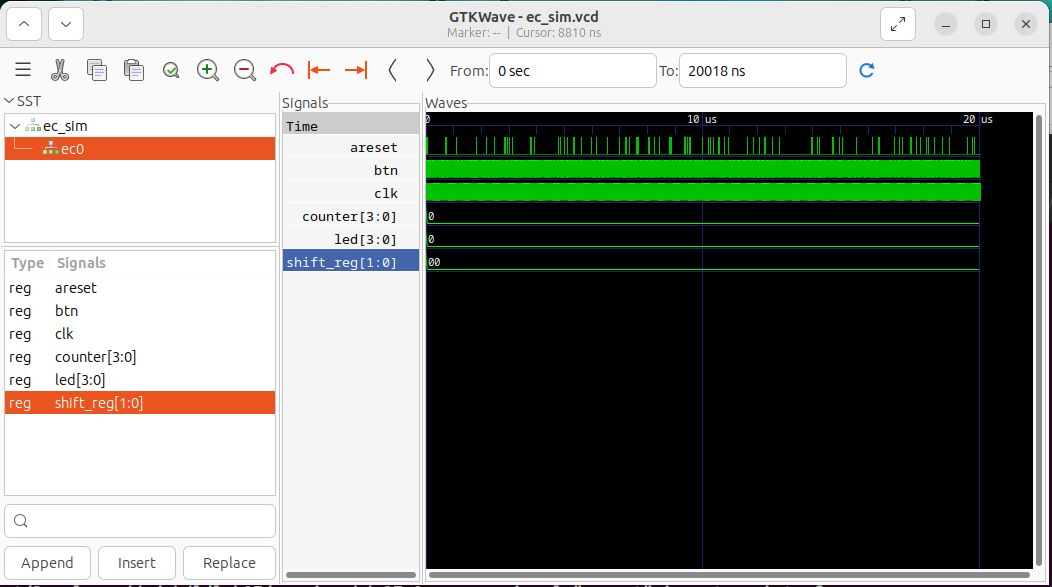 GTKWave - ec_sim.vcd
Marker: -- | Cursor: 8810 ns
From: 0 sec To: 20018 ns
SST
ec_sim
ec0
Type Signals
reg areset
reg btn
reg clk
reg counter[3:0]
reg led[3:0]
reg shift_reg[1:0]
Append Insert Replace
Signals
Time
areset
btn
clk
counter[3:0]
led[3:0]
shift_reg[1:0]
Waves
0 10 us 20 us
0
0
00